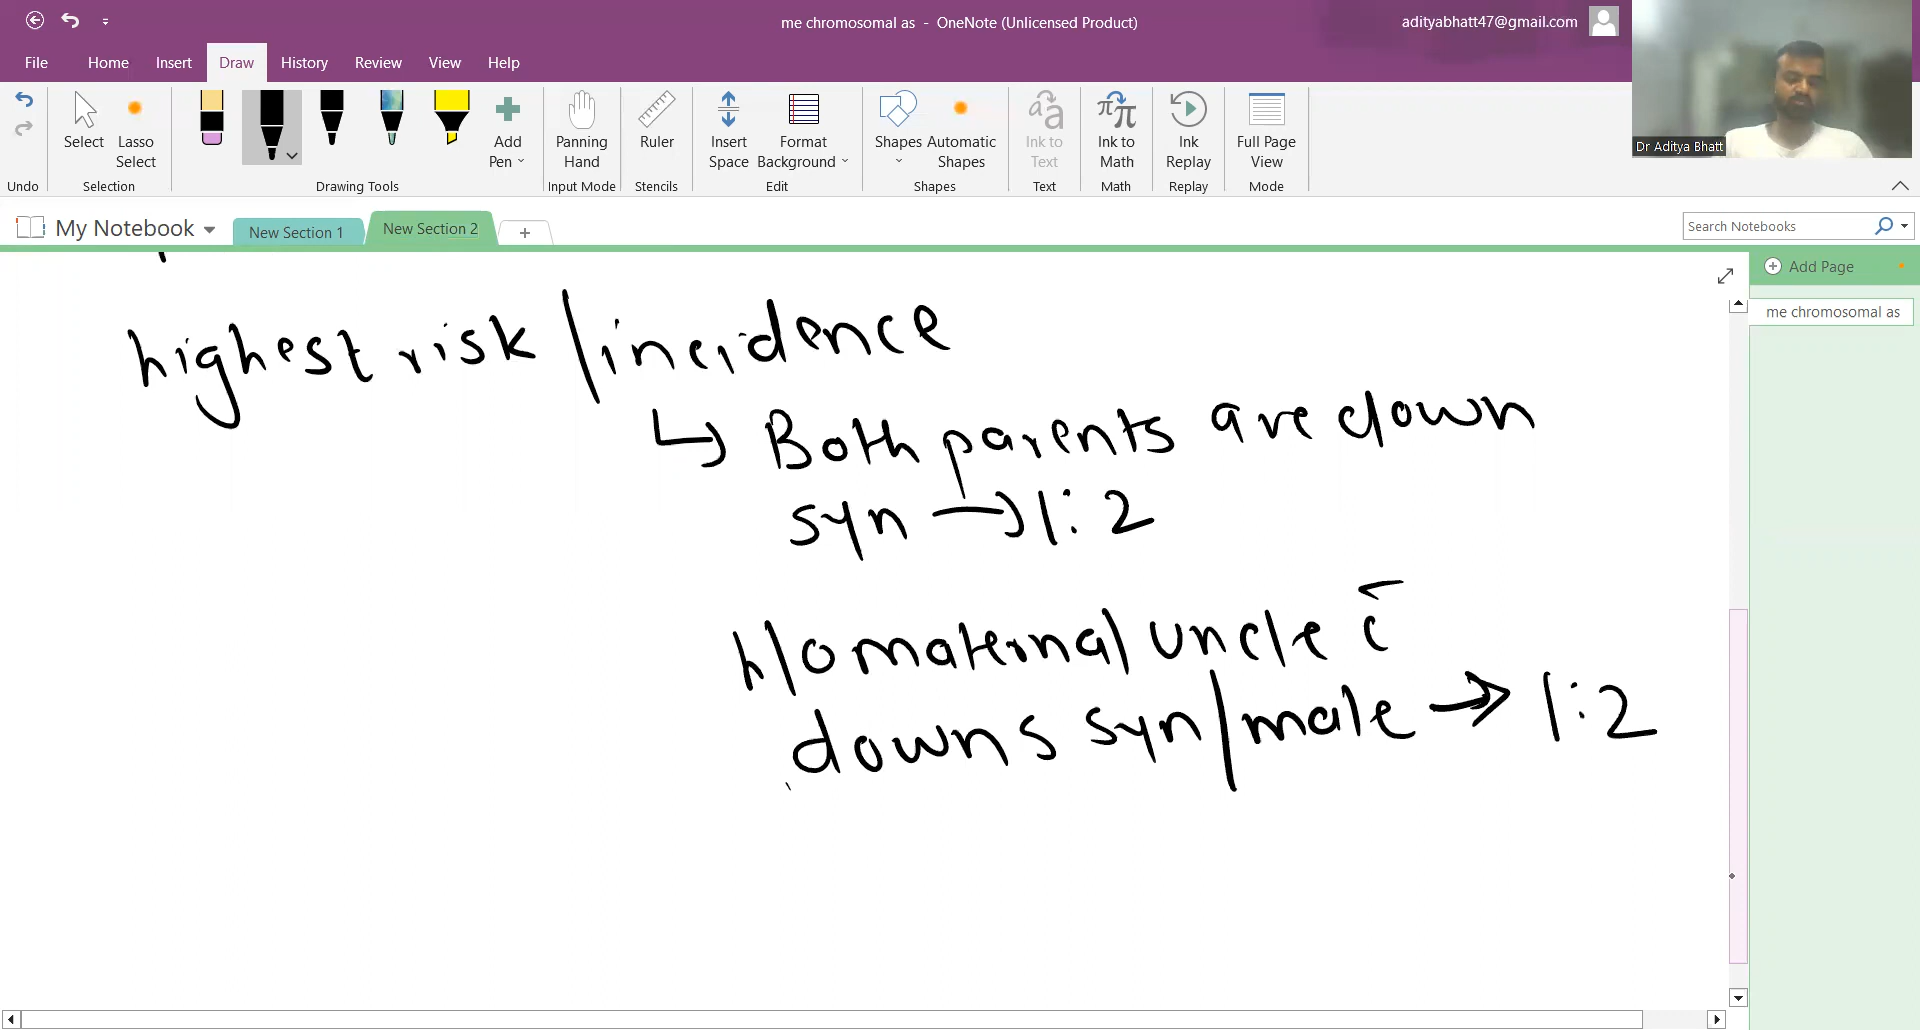 me chromosomal as - OneNote (Unlicensed Product)
adityabhatt47@gmail.com
File Home Insert Draw History Review View Help
Select
Lasso Select
Add Pen
Panning Hand
Ruler
Insert Space
Format Background
Shapes
Automatic Shapes
Ink to Text
Ink to Math
Ink Replay
Full Page View
Undo Selection Drawing Tools Input Mode Stencils Edit Shapes Text Math Replay Mode
Dr Aditya Bhatt
My Notebook New Section 1 New Section 2 +
Search Notebooks
Add Page
me chromosomal as
highest risk/incidence
↳ Both parents are down
syn → 1:2
h/o maternal uncle c̄
downs syn/male → 1:2